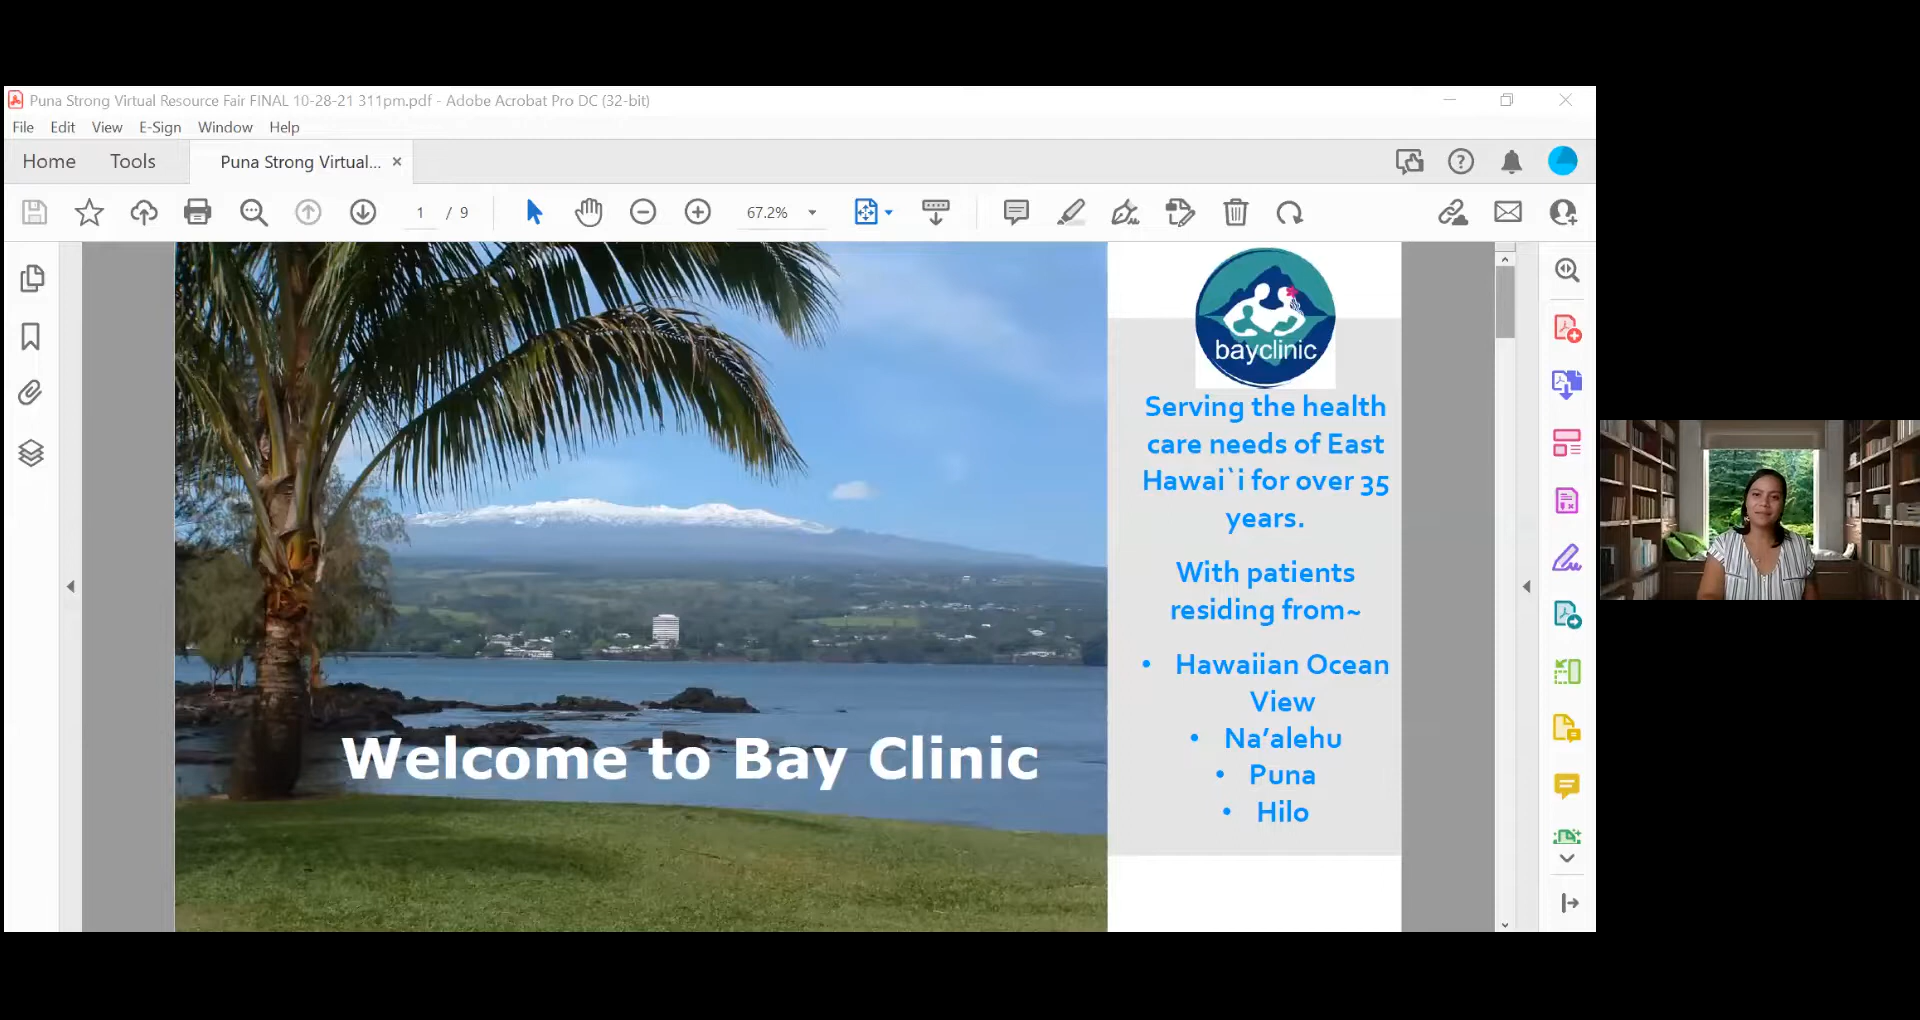 Puna Strong Virtual Resource Fair FINAL 10-28-21 311pm.pdf - Adobe Acrobat Pro DC (32-bit)
File Edit View E-Sign Window Help
Home Tools Puna Strong Virtual... ×
1 / 9 67.2%
bayclinic
Serving the health
care needs of East
Hawai`i for over 35
years.
With patients
residing from~
• Hawaiian Ocean
View
• Na’alehu
• Puna
• Hilo
Welcome to Bay Clinic